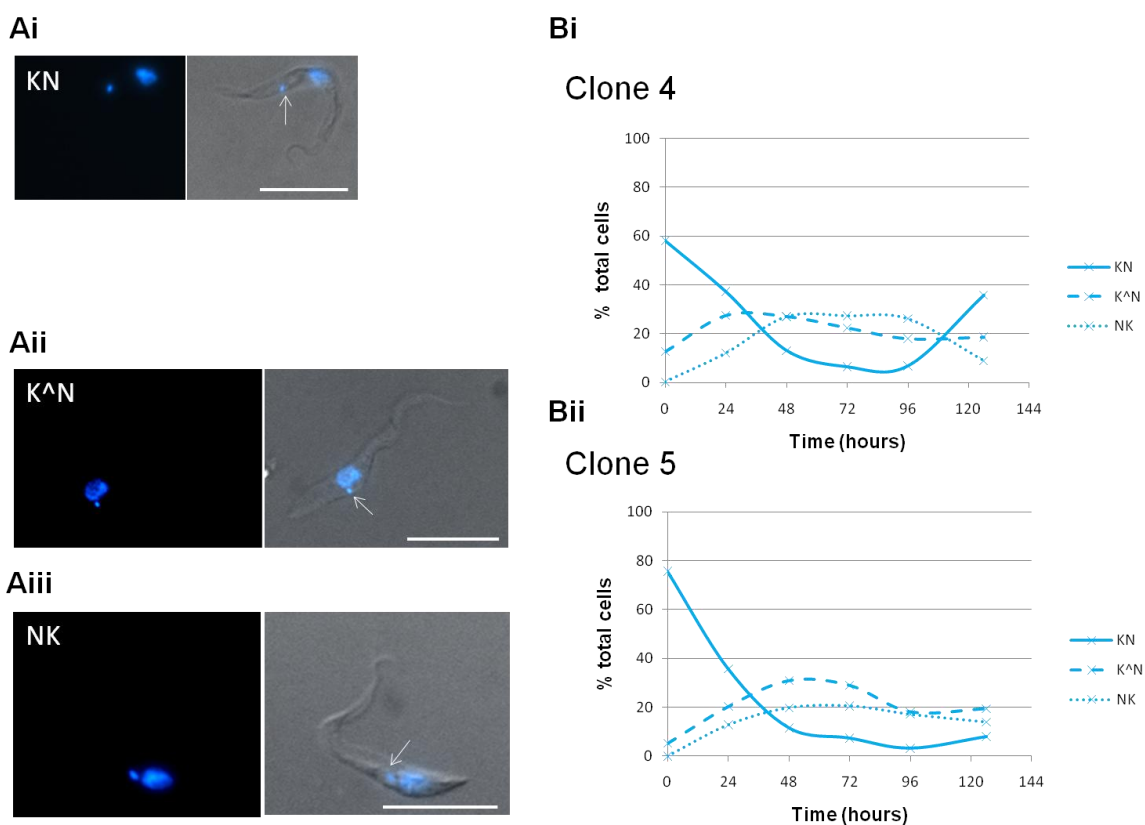 Ai
KN
Aii
K^N
Aiii
NK
Bi
Clone 4
% total cells
100
80
60
40
20
0
0 24 48 72 96 120 144
Time (hours)
KN
K^N
NK
Bii
Clone 5
% total cells
100
80
60
40
20
0
0 24 48 72 96 120 144
Time (hours)
KN
K^N
NK